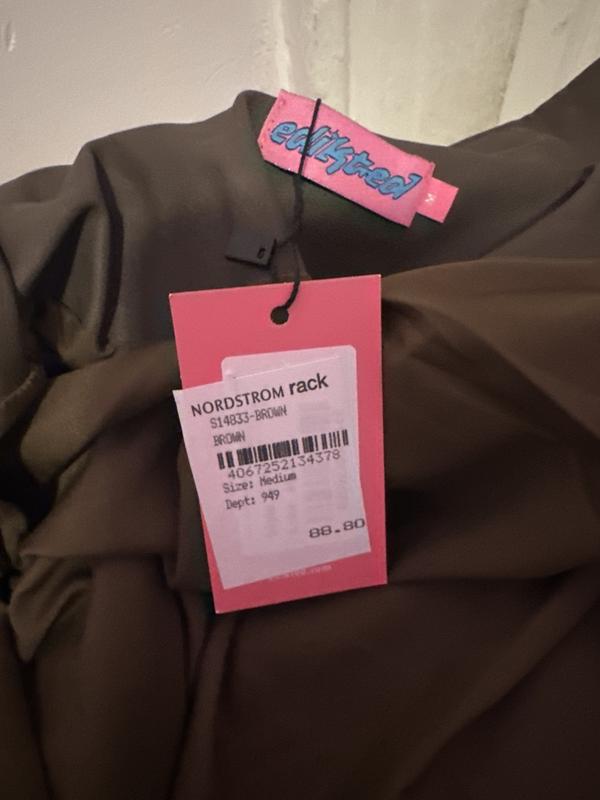 edikted
M
NORDSTROM rack
S14833-BROWN
BROWN
4067252134378
Size: Medium
Dept: 949
88.80